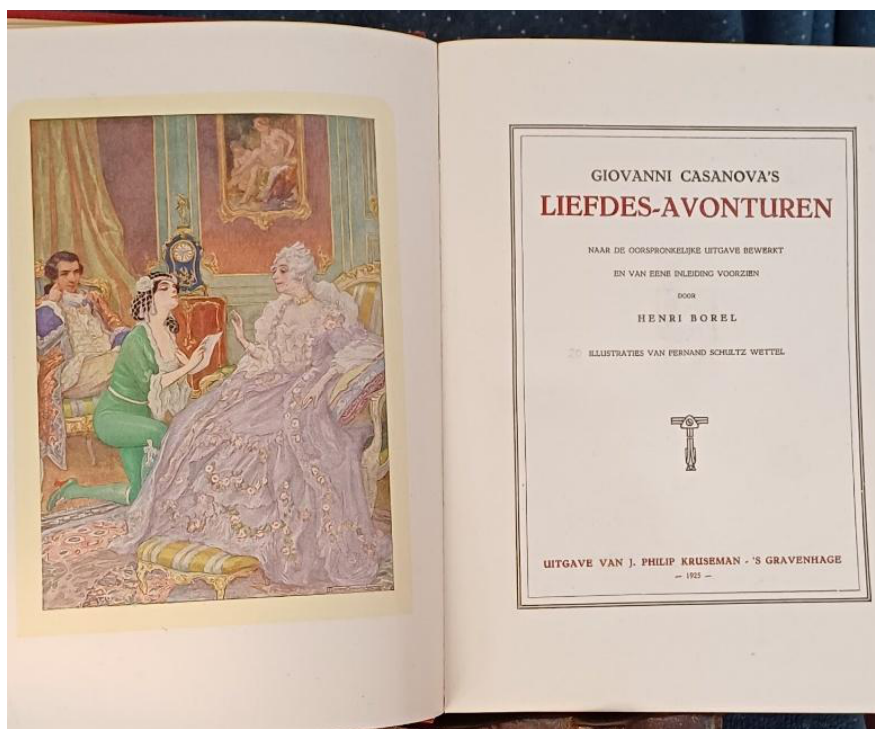 GIOVANNI CASANOVA'S
LIEFDES-AVONTUREN
NAAR DE OORSPRONKELIJKE UITGAVE BEWERKT
EN VAN EENE INLEIDING VOORZIEN
DOOR
HENRI BOREL
ILLUSTRATIES VAN FERNAND SCHULTZ WETTEL
UITGAVE VAN J. PHILIP KRUSEMAN - 'S GRAVENHAGE
— 1925 —